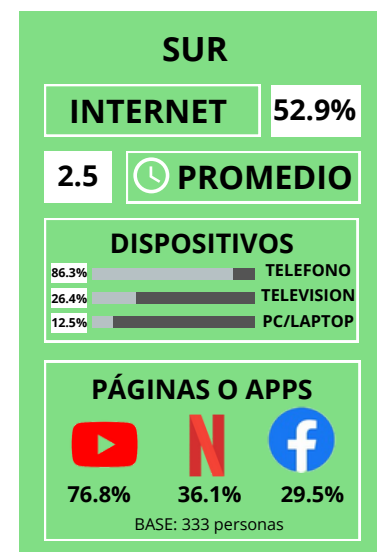 SUR
INTERNET 52.9%
2.5 PROMEDIO
DISPOSITIVOS
86.3% TELEFONO
26.4% TELEVISION
12.5% PC/LAPTOP
PÁGINAS O APPS
76.8% 36.1% 29.5%
BASE: 333 personas